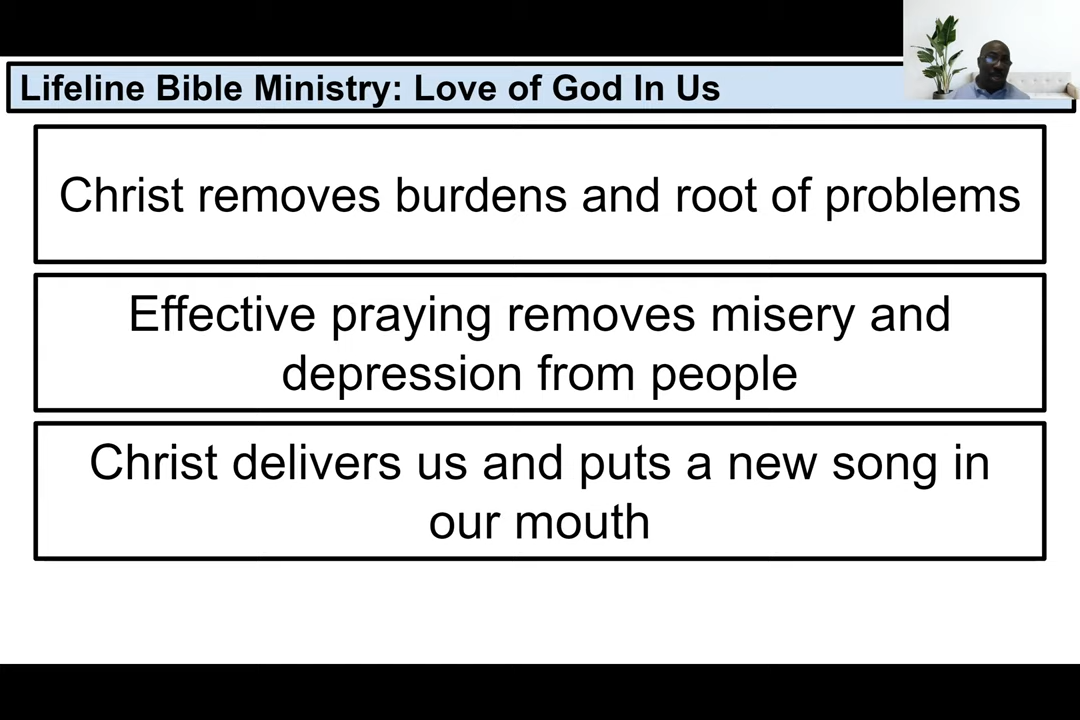 Lifeline Bible Ministry: Love of God In Us
Christ removes burdens and root of problems
Effective praying removes misery and
depression from people
Christ delivers us and puts a new song in
our mouth